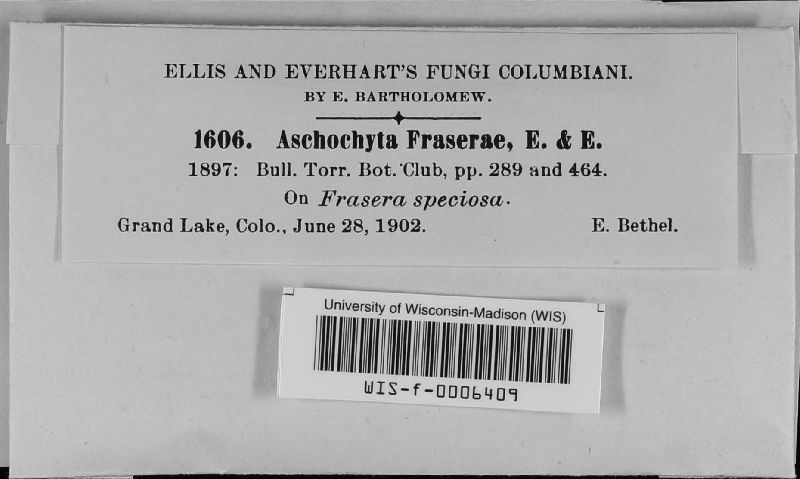 ELLIS AND EVERHART'S FUNGI COLUMBIANI.
BY E. BARTHOLOMEW.
1606. Aschochyta Fraserae, E. & E.
1897: Bull. Torr. Bot. Club, pp. 289 and 464.
On Frasera speciosa.
Grand Lake, Colo., June 28, 1902. E. Bethel.
University of Wisconsin-Madison (WIS)
WIS-f-0006409